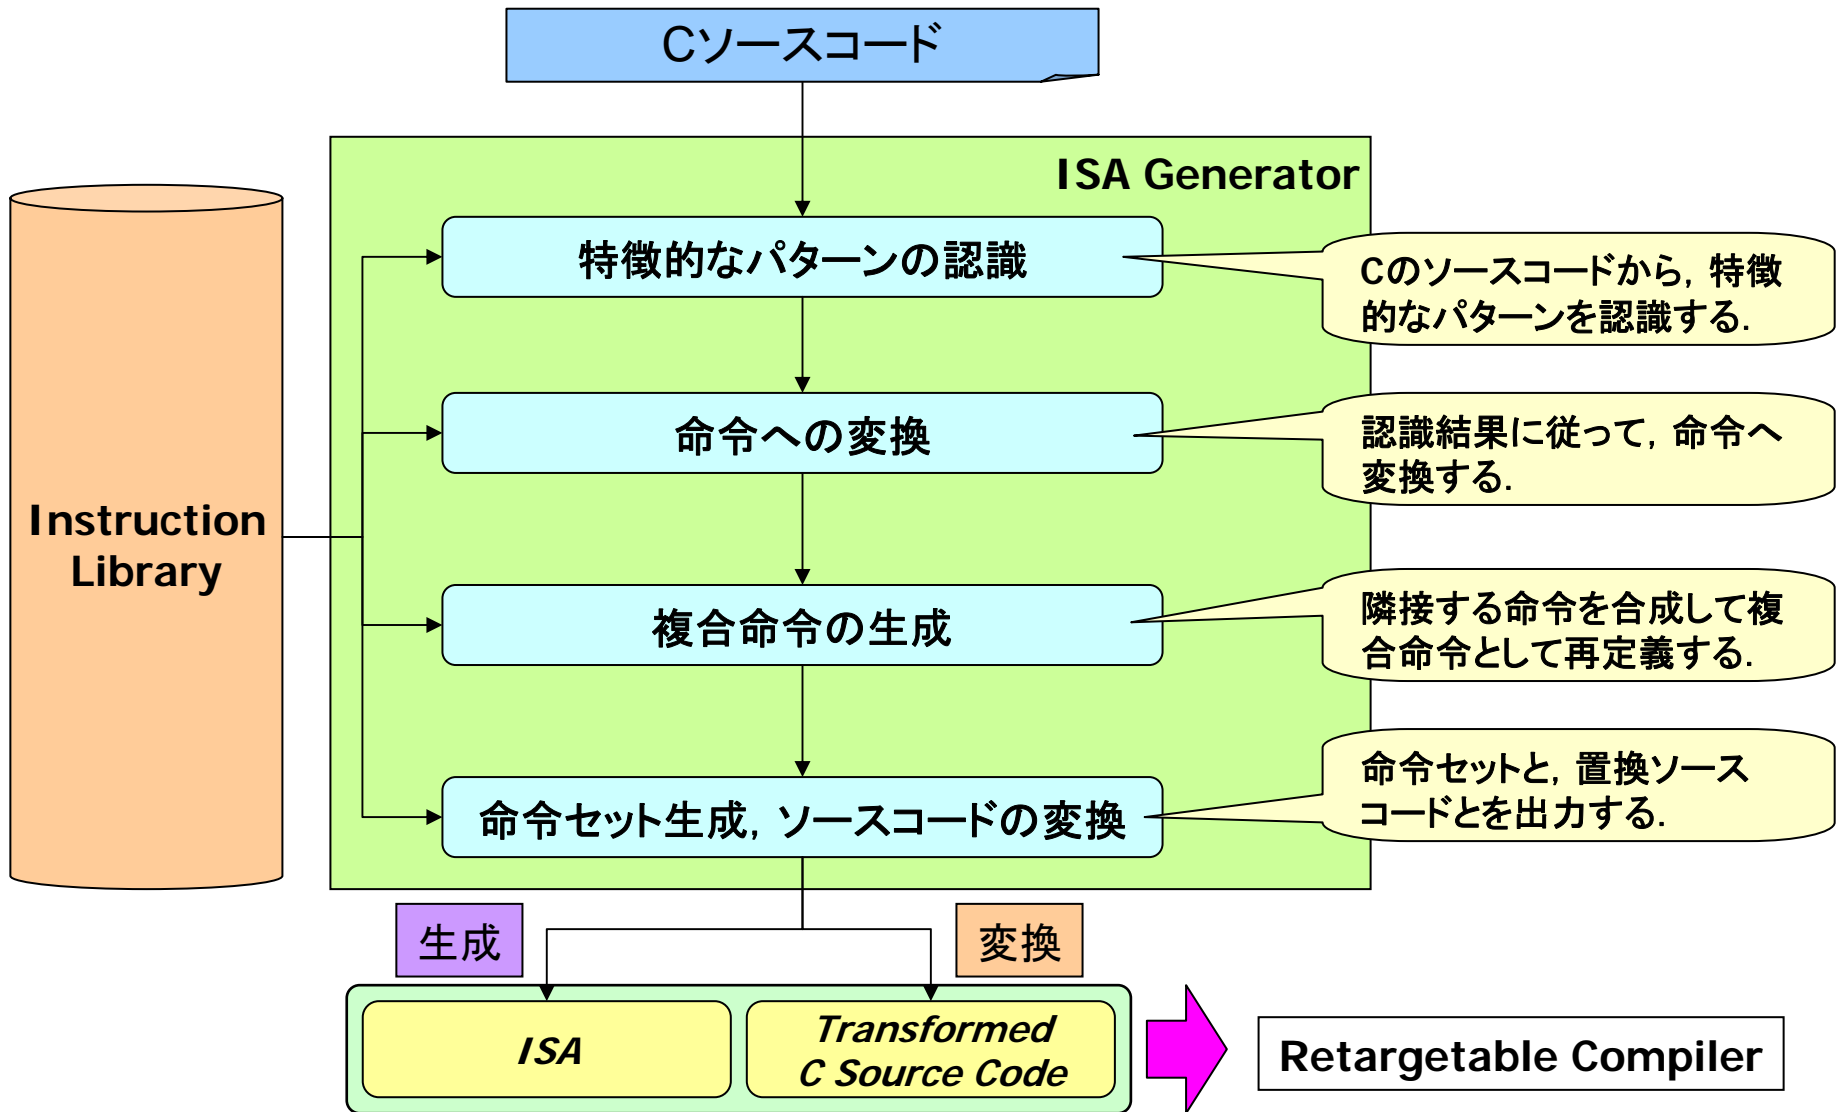 Cソースコード
ISA Generator
特徴的なパターンの認識
Cのソースコードから, 特徴
的なパターンを認識する.
命令への変換
認識結果に従って, 命令へ
変換する.
Instruction
Library
複合命令の生成
隣接する命令を合成して複
合命令として再定義する.
命令セット生成, ソースコードの変換
命令セットと, 置換ソース
コードとを出力する.
生成
変換
ISA
Transformed
C Source Code
Retargetable Compiler